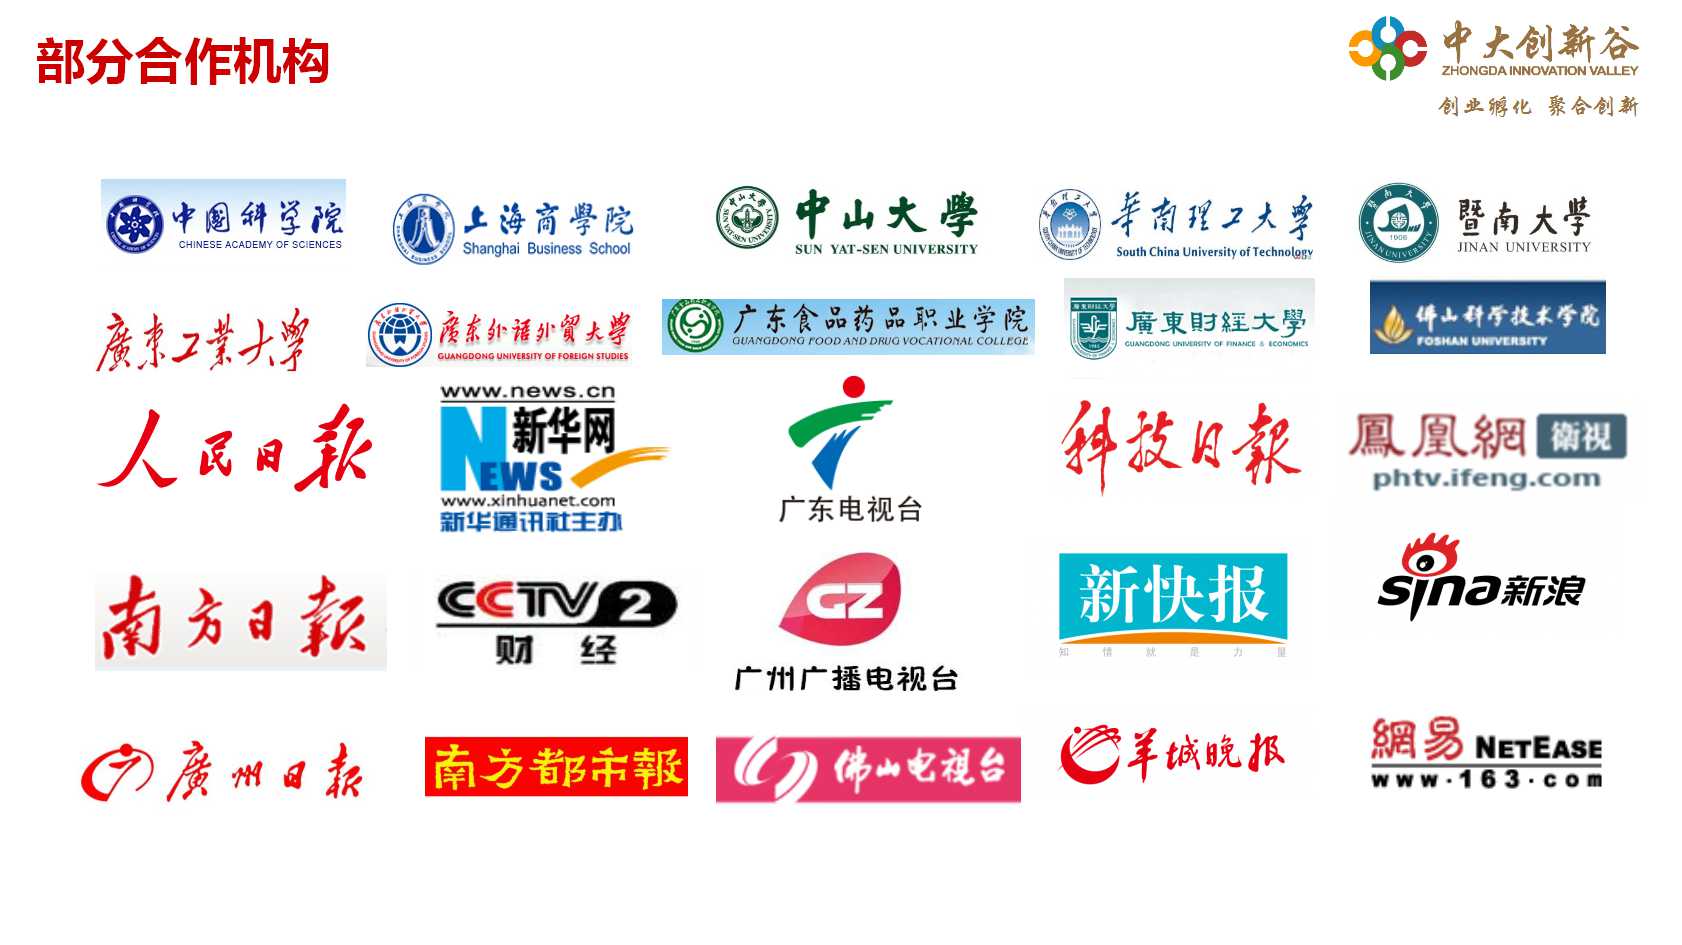 部分合作机构
中大创新谷
ZHONGDA INNOVATION VALLEY
创业孵化 聚合创新
中國科学院
CHINESE ACADEMY OF SCIENCES
上海商學院
Shanghai Business School
中山大學
SUN YAT-SEN UNIVERSITY
華南理工大學
South China University of Technology
暨南大學
JINAN UNIVERSITY
廣東工業大學
廣东外语外貿大學
GUANGDONG UNIVERSITY OF FOREIGN STUDIES
广东食品药品职业学院
GUANGDONG FOOD AND DRUG VOCATIONAL COLLEGE
廣東財經大學
GUANGDONG UNIVERSITY OF FINANCE & ECONOMICS
佛山科学技术学院
FOSHAN UNIVERSITY
人民日报
www.news.cn
新华网
NEWS
www.xinhuanet.com
新华通讯社主办
广东电视台
科技日報
鳳凰網 衛視
phtv.ifeng.com
南方日報
CCTV 2
财 经
GZ
广州广播电视台
新快报
知 情 就 是 力 量
sina新浪
廣州日報
南方都市報
佛山电视台
羊城晚报
網易 NETEASE
www.163.com